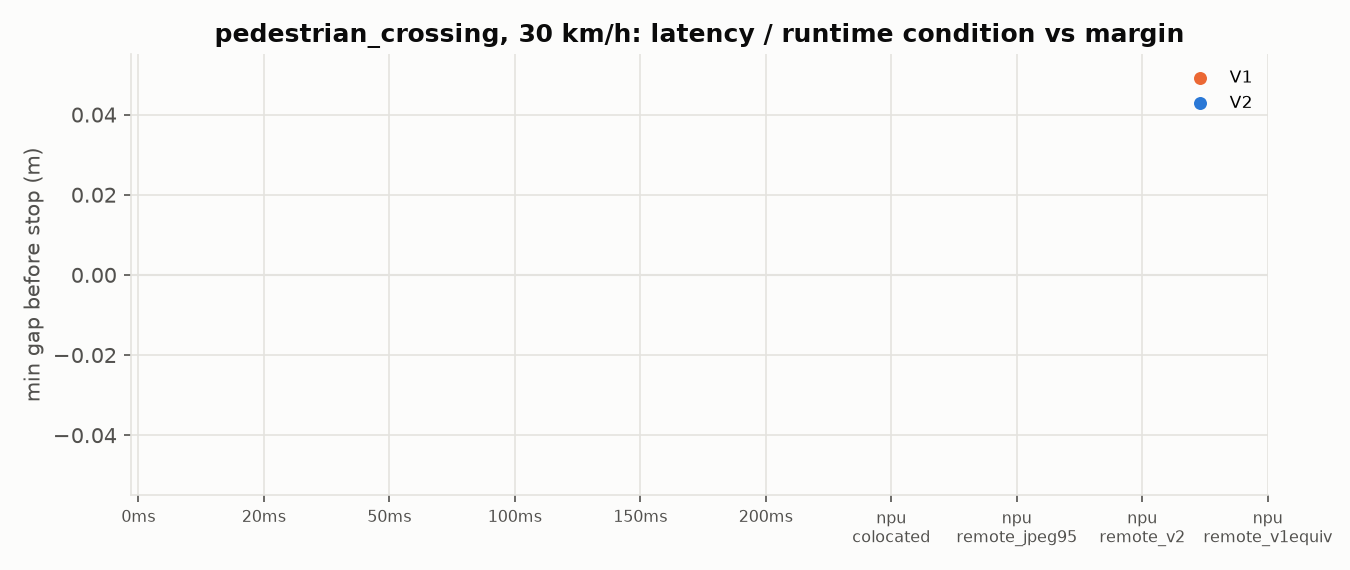 pedestrian_crossing, 30 km/h: latency / runtime condition vs margin
V1
V2
min gap before stop (m)
0.04
0.02
0.00
−0.02
−0.04
0ms
20ms
50ms
100ms
150ms
200ms
npu
colocated
npu
remote_jpeg95
npu
remote_v2
npu
remote_v1equiv